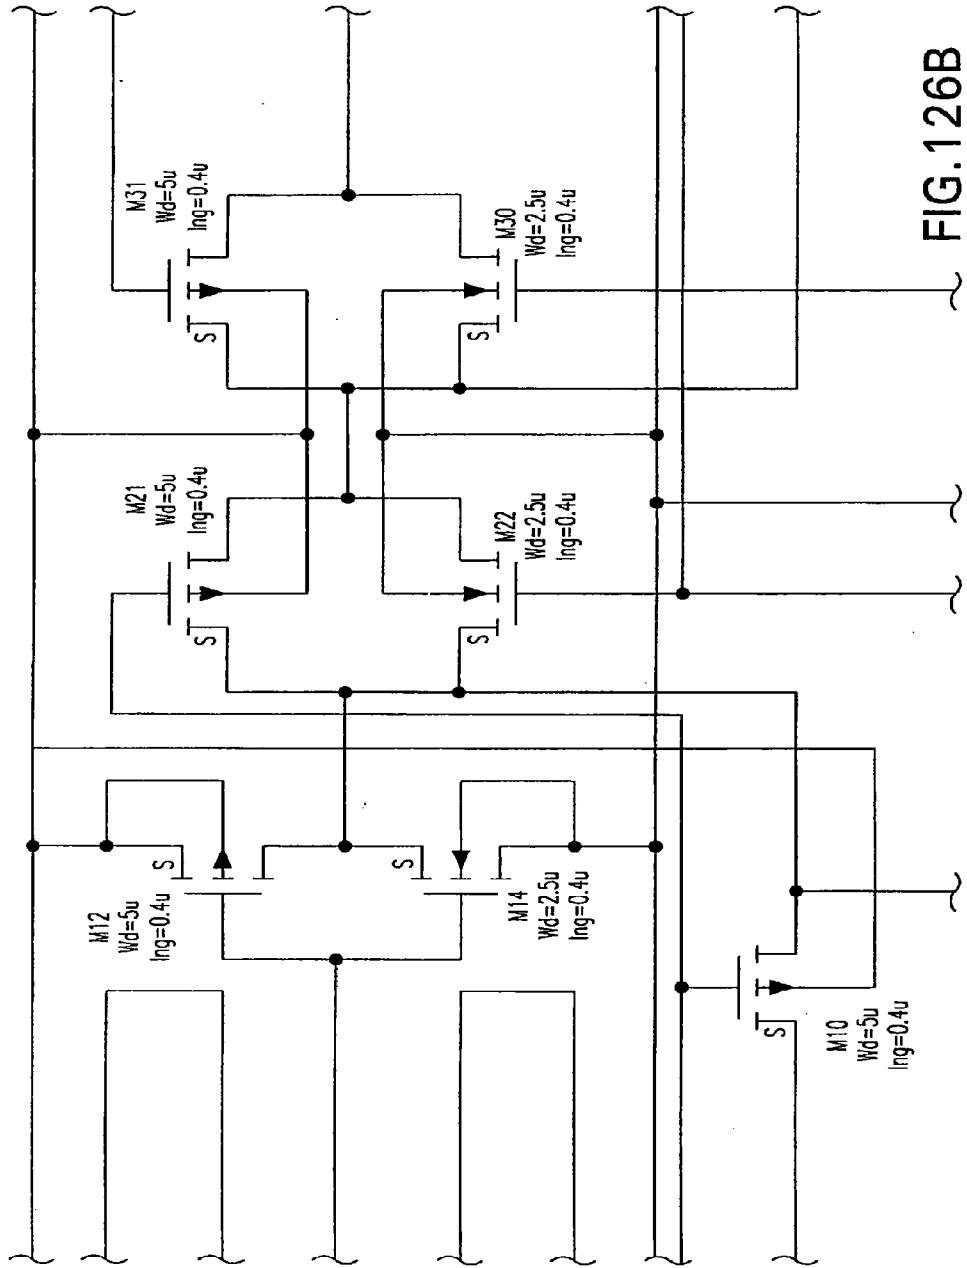 M31
Wd=5u
lng=0.4u
S
M30
Wd=2.5u
lng=0.4u
S
M21
Wd=5u
lng=0.4u
S
M22
Wd=2.5u
lng=0.4u
S
M12
Wd=5u
lng=0.4u
S
M14
Wd=2.5u
lng=0.4u
S
M10
Wd=5u
lng=0.4u
S
FIG.126B